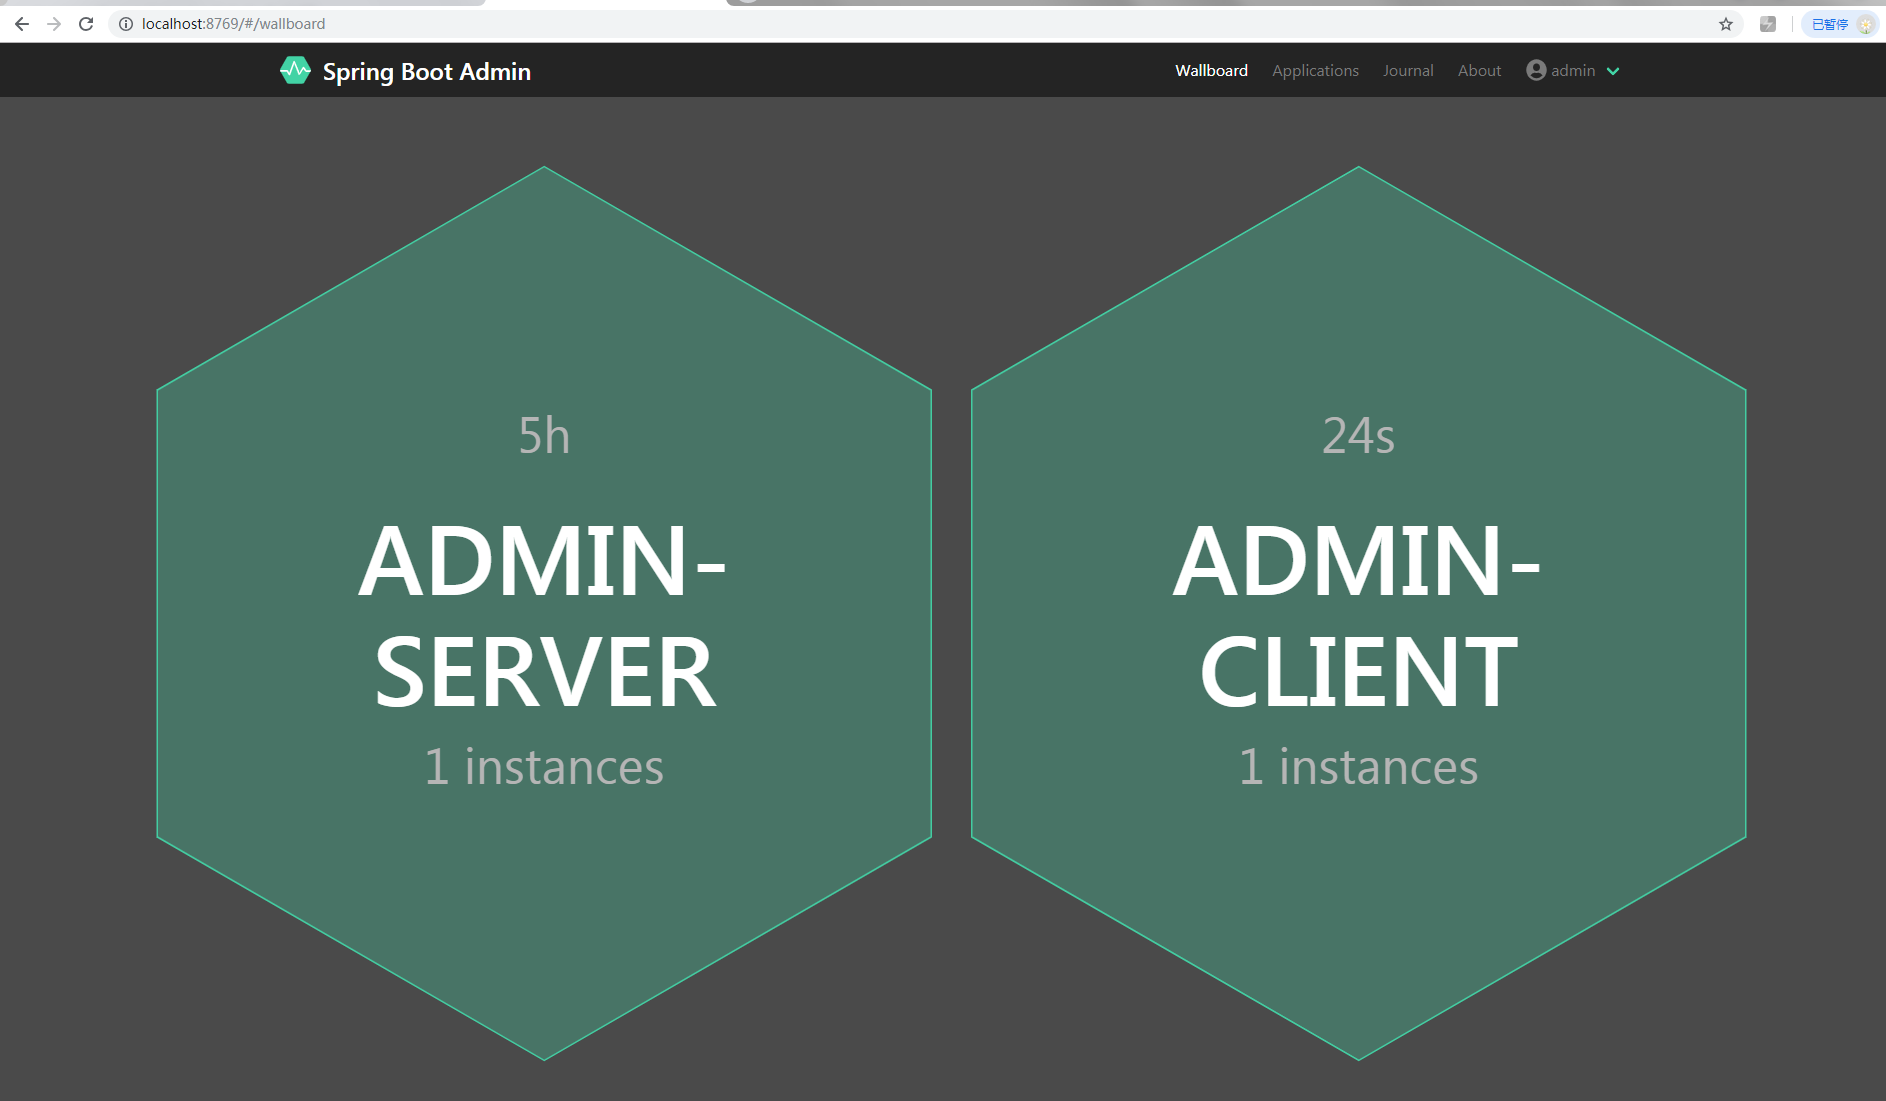 localhost:8769/#/wallboard
已暂停
Spring Boot Admin
Wallboard
Applications
Journal
About
admin
5h
ADMIN-
SERVER
1 instances
24s
ADMIN-
CLIENT
1 instances